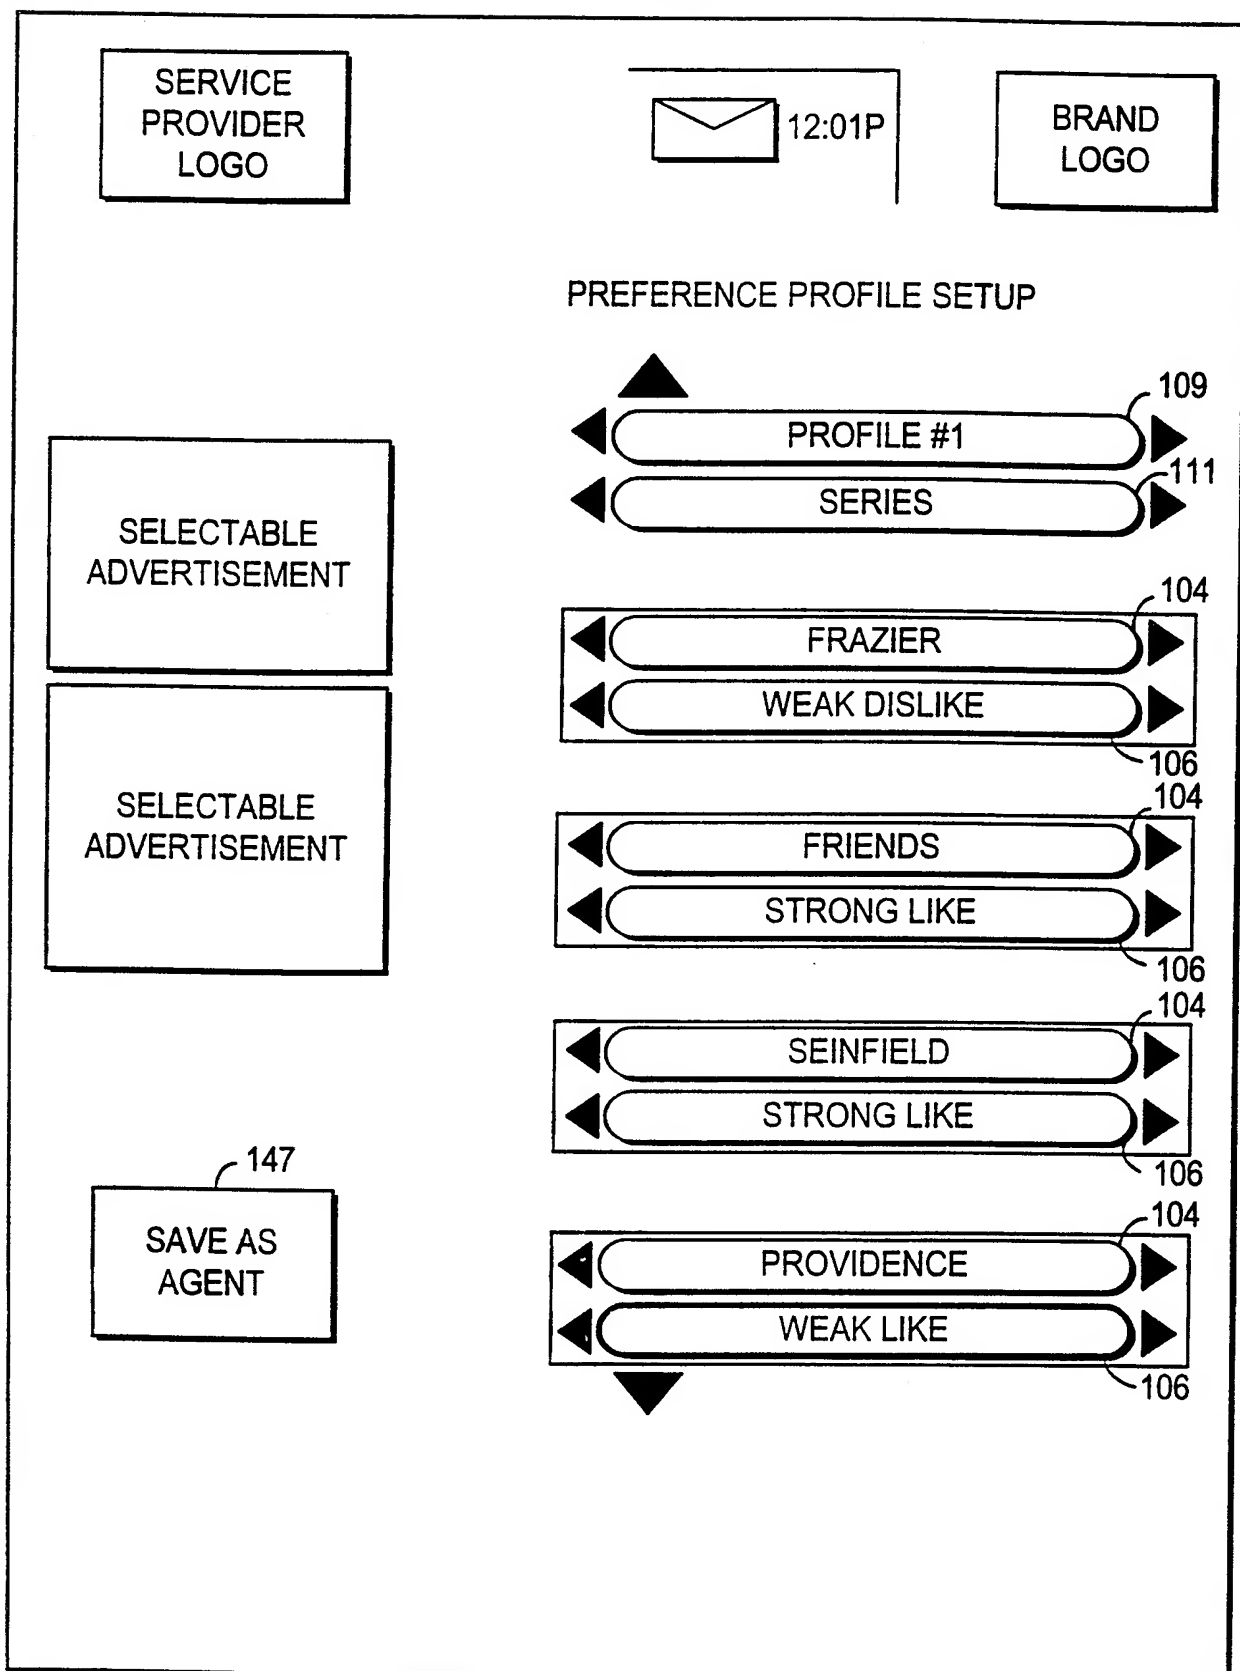 SERVICE
PROVIDER
LOGO
12:01P
BRAND
LOGO
PREFERENCE PROFILE SETUP
109
PROFILE #1
111
SERIES
SELECTABLE
ADVERTISEMENT
104
FRAZIER
WEAK DISLIKE
106
SELECTABLE
ADVERTISEMENT
104
FRIENDS
STRONG LIKE
106
104
SEINFIELD
STRONG LIKE
106
147
SAVE AS
AGENT
104
PROVIDENCE
WEAK LIKE
106